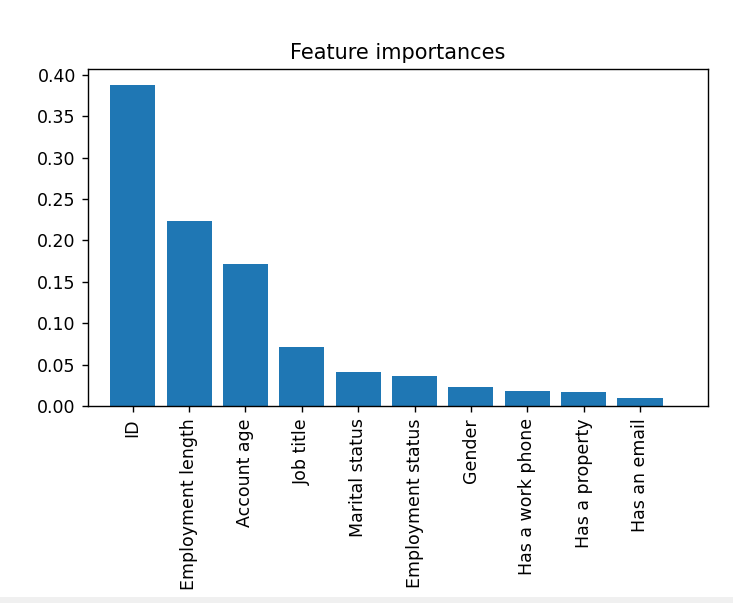 Feature importances
0.40
0.35
0.30
0.25
0.20
0.15
0.10
0.05
0.00
ID
Employment length
Account age
Job title
Marital status
Employment status
Gender
Has a work phone
Has a property
Has an email